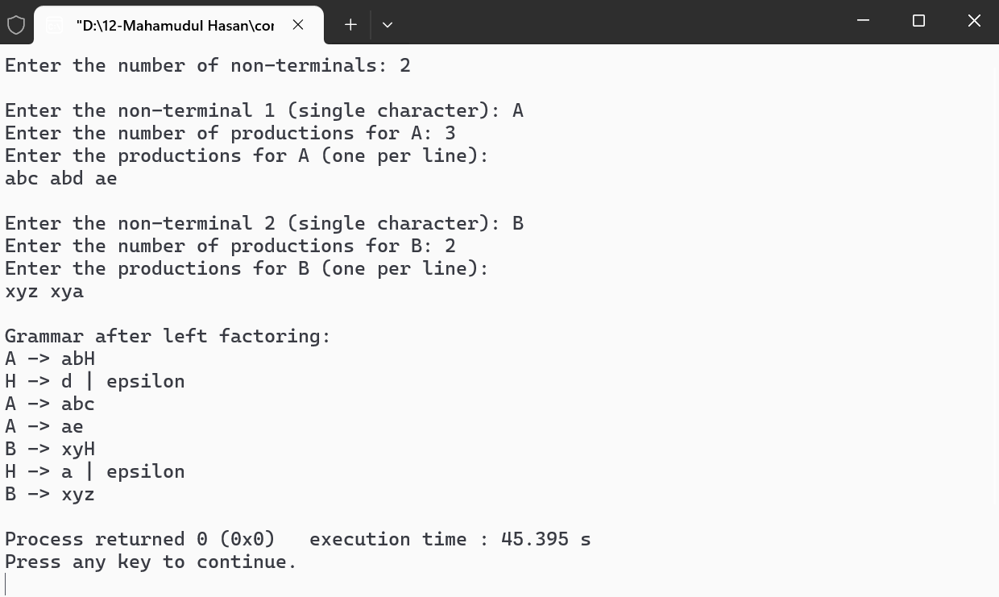 "D:\12-Mahamudul Hasan\cor
Enter the number of non-terminals: 2
Enter the non-terminal 1 (single character): A
Enter the number of productions for A: 3
Enter the productions for A (one per line):
abc abd ae
Enter the non-terminal 2 (single character): B
Enter the number of productions for B: 2
Enter the productions for B (one per line):
xyz xya
Grammar after left factoring:
A -> abH
H -> d | epsilon
A -> abc
A -> ae
B -> xyH
H -> a | epsilon
B -> xyz
Process returned 0 (0x0)   execution time : 45.395 s
Press any key to continue.